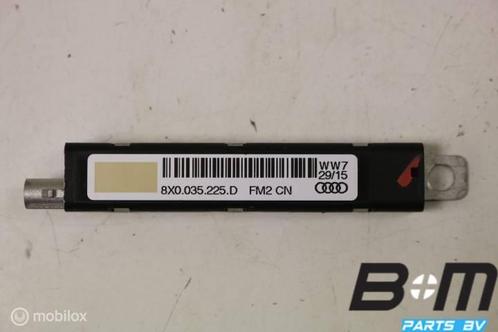 WW7
29/15
8X0.035.225.D FM2 CN
B M
PARTS BV
© mobilox